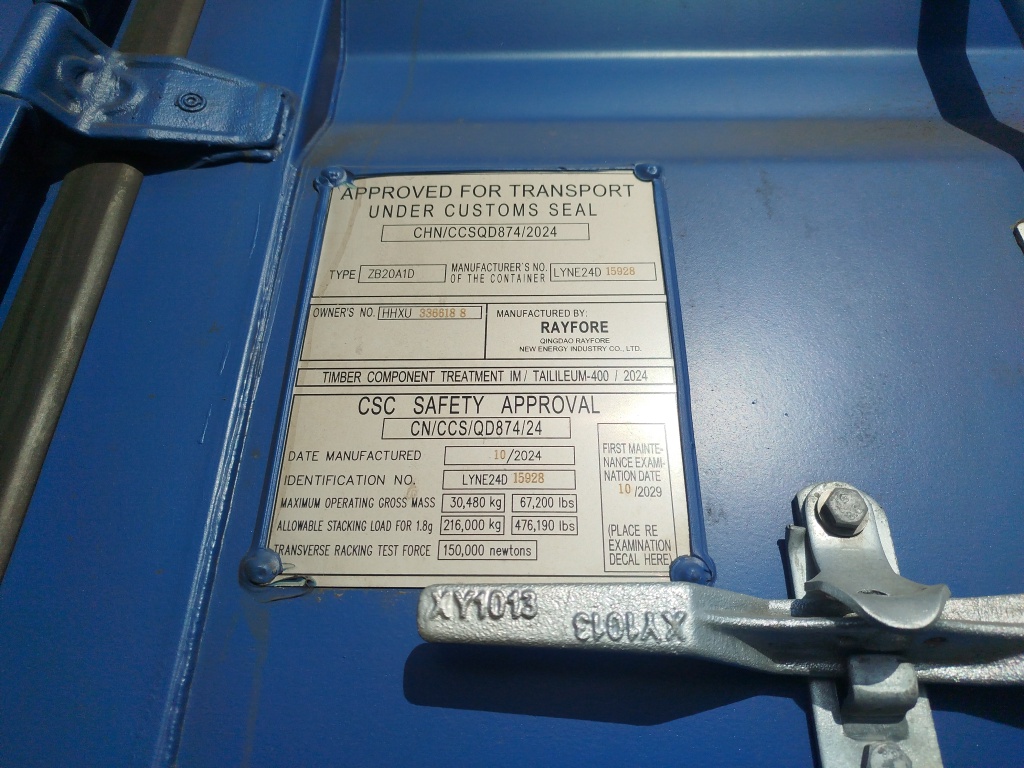 APPROVED FOR TRANSPORT
UNDER CUSTOMS SEAL
CHN/CCSQD874/2024
TYPE ZB20A1D MANUFACTURER'S NO. OF THE CONTAINER LYNE24D 15928
OWNER'S NO. HHXU 336618 8
MANUFACTURED BY:
RAYFORE
QINGDAO RAYFORE
NEW ENERGY INDUSTRY CO., LTD.
TIMBER COMPONENT TREATMENT IM / TAILILEUM-400 / 2024
CSC SAFETY APPROVAL
CN/CCS/QD874/24
DATE MANUFACTURED 10/2024
IDENTIFICATION NO. LYNE24D 15928
MAXIMUM OPERATING GROSS MASS 30,480 kg 67,200 lbs
ALLOWABLE STACKING LOAD FOR 1.8g 216,000 kg 476,190 lbs
TRANSVERSE RACKING TEST FORCE 150,000 newtons
FIRST MAINTE-
NANCE EXAMI-
NATION DATE
10 /2029
(PLACE RE
EXAMINATION
DECAL HERE)
XY1013
XY1013